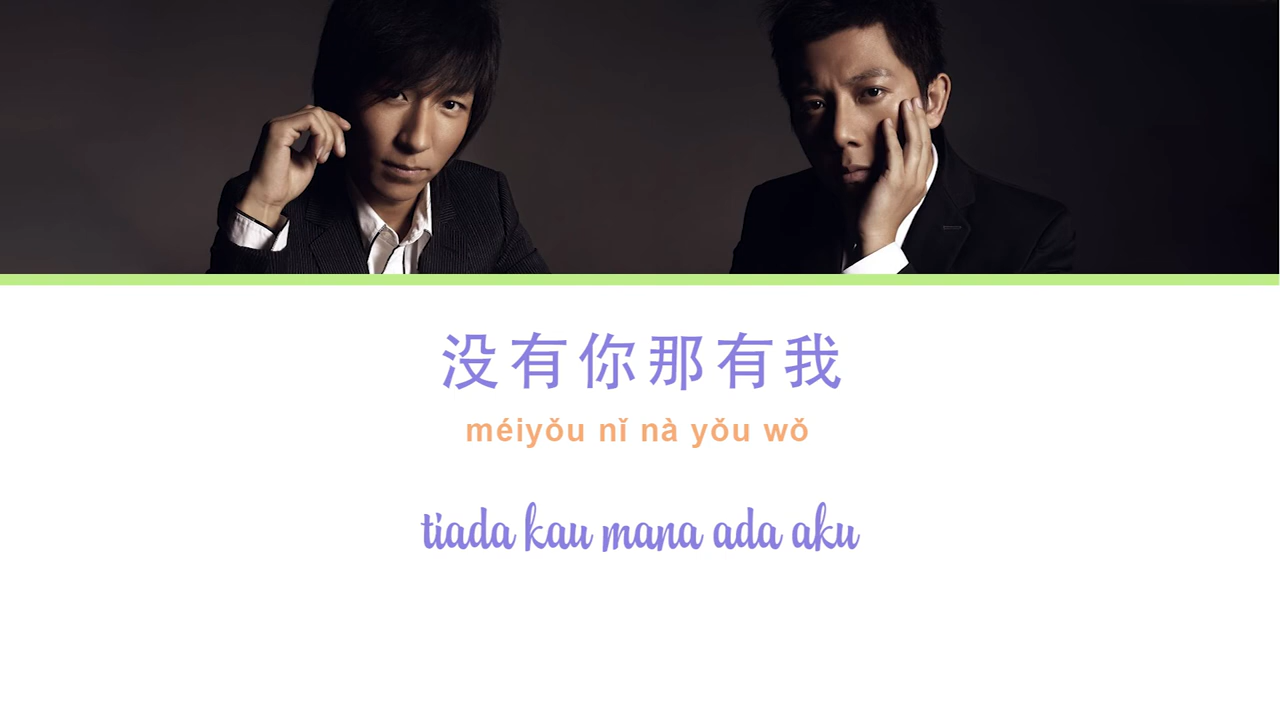 没有你那有我
méiyǒu nǐ nà yǒu wǒ
tiada kau mana ada aku